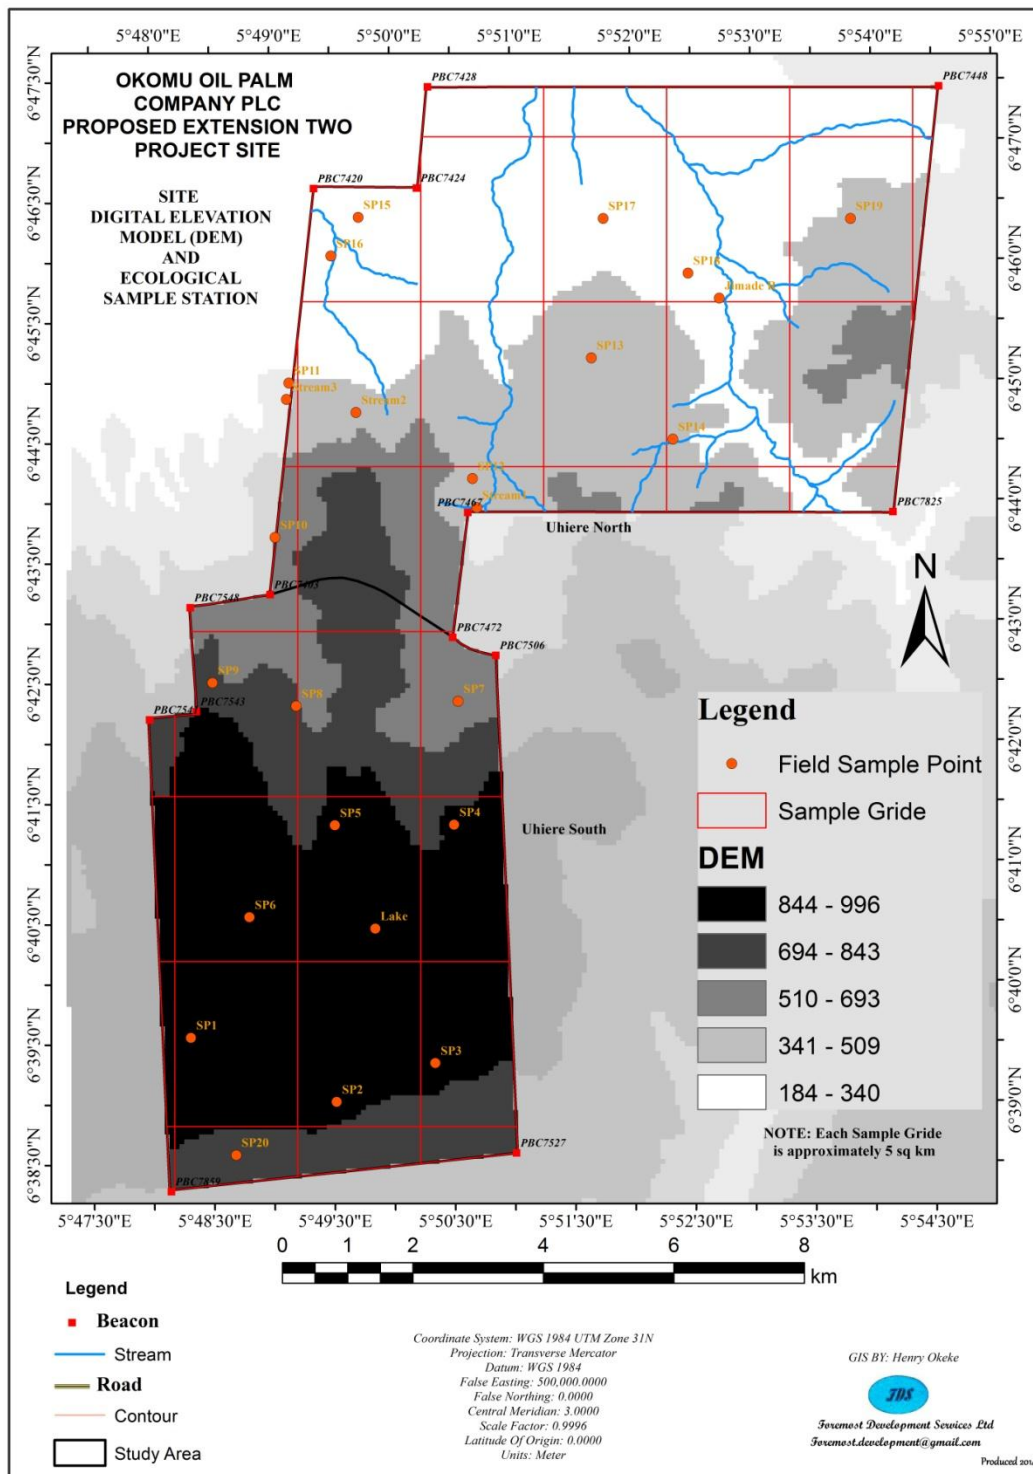 5°48'0"E 5°49'0"E 5°50'0"E 5°51'0"E 5°52'0"E 5°53'0"E 5°54'0"E 5°55'0"E
OKOMU OIL PALM
COMPANY PLC
PROPOSED EXTENSION TWO
PROJECT SITE
SITE
DIGITAL ELEVATION
MODEL (DEM)
AND
ECOLOGICAL
SAMPLE STATION
PBC7428
PBC7448
PBC7420
PBC7424
SP15
SP16
SP17
SP19
Jimade R
SP13
SP11
Stream3
Stream2
SP14
PBC7467
PBC7825
Uhiere North
SP10
PBC7548
PBC7472
PBC7506
SP9
PBC7543
SP8
SP7
SP5
SP4
Uhiere South
SP6
Lake
SP1
SP3
SP2
SP20
PBC7527
PBC7859
6°47'30"N
6°46'30"N
6°45'30"N
6°44'30"N
6°43'30"N
6°42'30"N
6°41'30"N
6°40'30"N
6°39'30"N
6°38'30"N
6°47'0"N
6°46'0"N
6°45'0"N
6°44'0"N
6°43'0"N
6°42'0"N
6°41'0"N
6°40'0"N
6°39'0"N
N
Legend
Field Sample Point
Sample Gride
DEM
844 - 996
694 - 843
510 - 693
341 - 509
184 - 340
NOTE: Each Sample Gride
is approximately 5 sq km
5°47'30"E 5°48'30"E 5°49'30"E 5°50'30"E 5°51'30"E 5°52'30"E 5°53'30"E 5°54'30"E
0 1 2 4 6 8
km
Legend
Beacon
Stream
Road
Contour
Study Area
Coordinate System: WGS 1984 UTM Zone 31N
Projection: Transverse Mercator
Datum: WGS 1984
False Easting: 500,000.0000
False Northing: 0.0000
Central Meridian: 3.0000
Scale Factor: 0.9996
Latitude Of Origin: 0.0000
Units: Meter
GIS BY: Henry Okeke
Foremost Development Services Ltd
Foremost.development@gmail.com